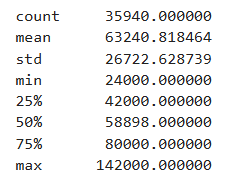 count 35940.000000
mean 63240.818464
std 26722.628739
min 24000.000000
25% 42000.000000
50% 58898.000000
75% 80000.000000
max 142000.000000